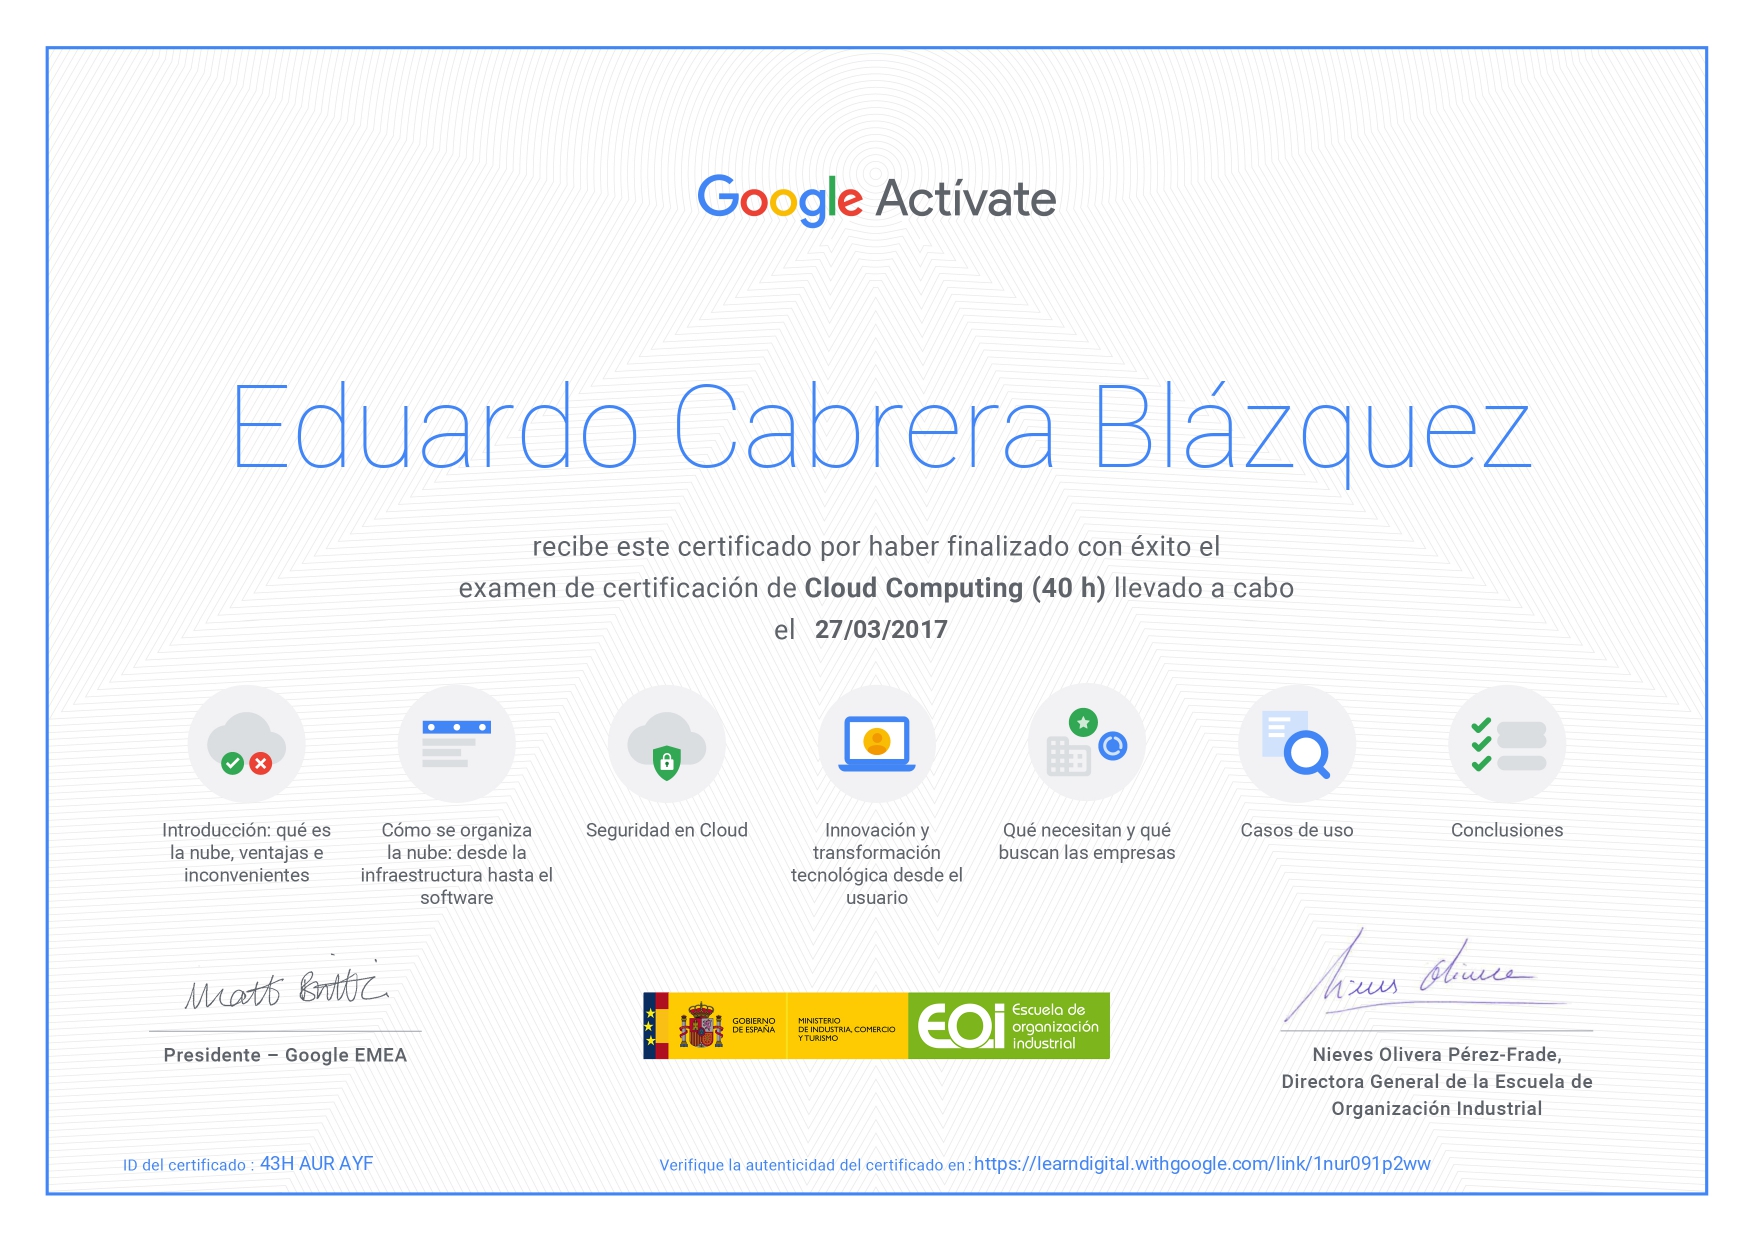 Google Actívate
Eduardo Cabrera Blázquez
recibe este certificado por haber finalizado con éxito el
examen de certificación de Cloud Computing (40 h) llevado a cabo
el 27/03/2017
Introducción: qué es
la nube, ventajas e
inconvenientes
Cómo se organiza
la nube: desde la
infraestructura hasta el
software
Seguridad en Cloud
Innovación y
transformación
tecnológica desde el
usuario
Qué necesitan y qué
buscan las empresas
Casos de uso
Conclusiones
Matt Brittin
Presidente – Google EMEA
GOBIERNO
DE ESPAÑA
MINISTERIO
DE INDUSTRIA, COMERCIO
Y TURISMO
EOi
Escuela de
organización
industrial
Nieves Olivera
Nieves Olivera Pérez-Frade,
Directora General de la Escuela de
Organización Industrial
ID del certificado : 43H AUR AYF
Verifique la autenticidad del certificado en: https://learndigital.withgoogle.com/link/1nur091p2ww